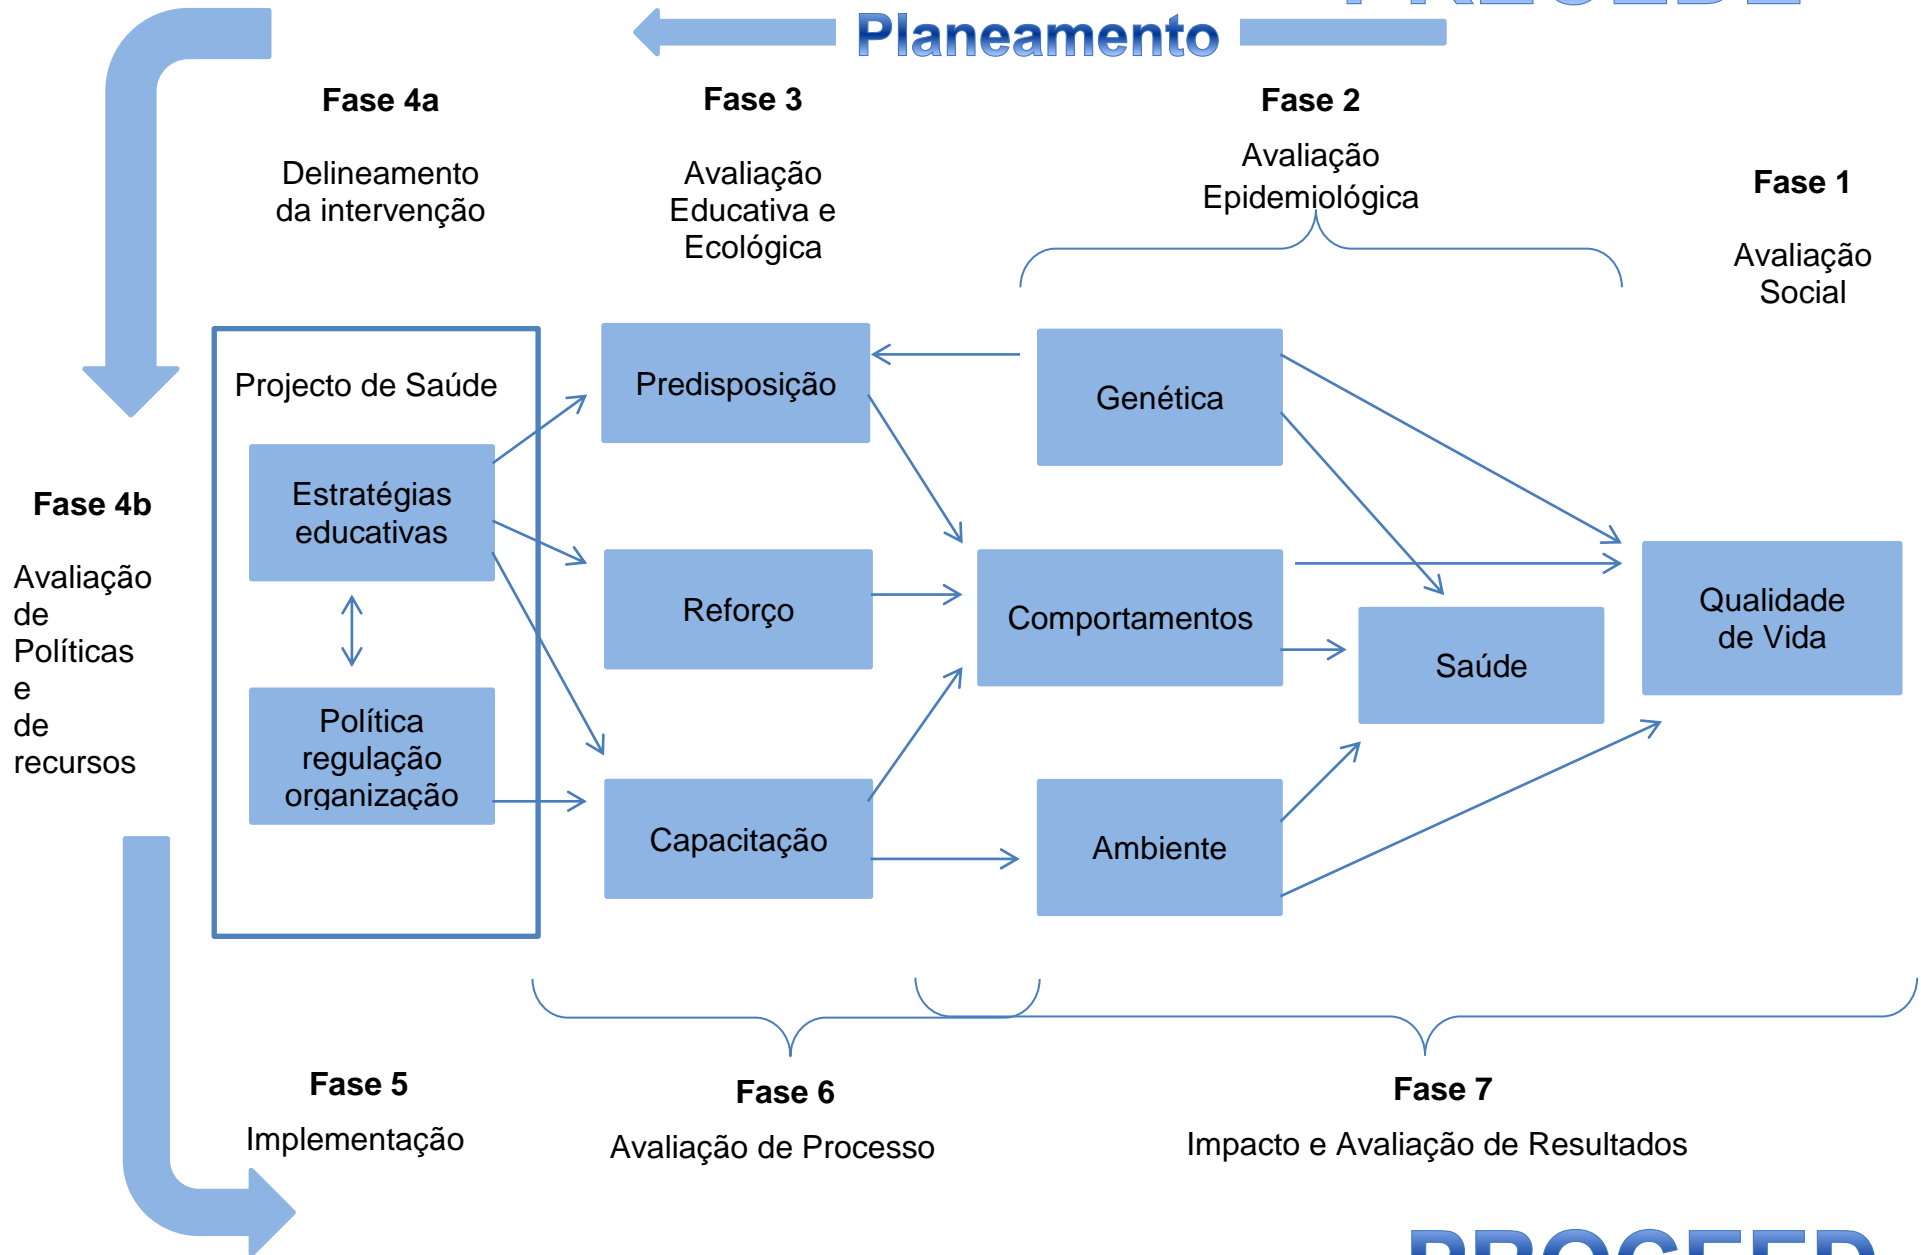 PRECEDE
Planeamento
Fase 4a
Delineamento
da intervenção
Fase 3
Avaliação
Educativa e
Ecológica
Fase 2
Avaliação
Epidemiológica
Fase 1
Avaliação
Social
Fase 4b
Avaliação
de
Políticas
e
de
recursos
Projecto de Saúde
Estratégias
educativas
Política
regulação
organização
Predisposição
Reforço
Capacitação
Genética
Comportamentos
Ambiente
Saúde
Qualidade
de Vida
Fase 5
Implementação
Fase 6
Avaliação de Processo
Fase 7
Impacto e Avaliação de Resultados
PROCEED